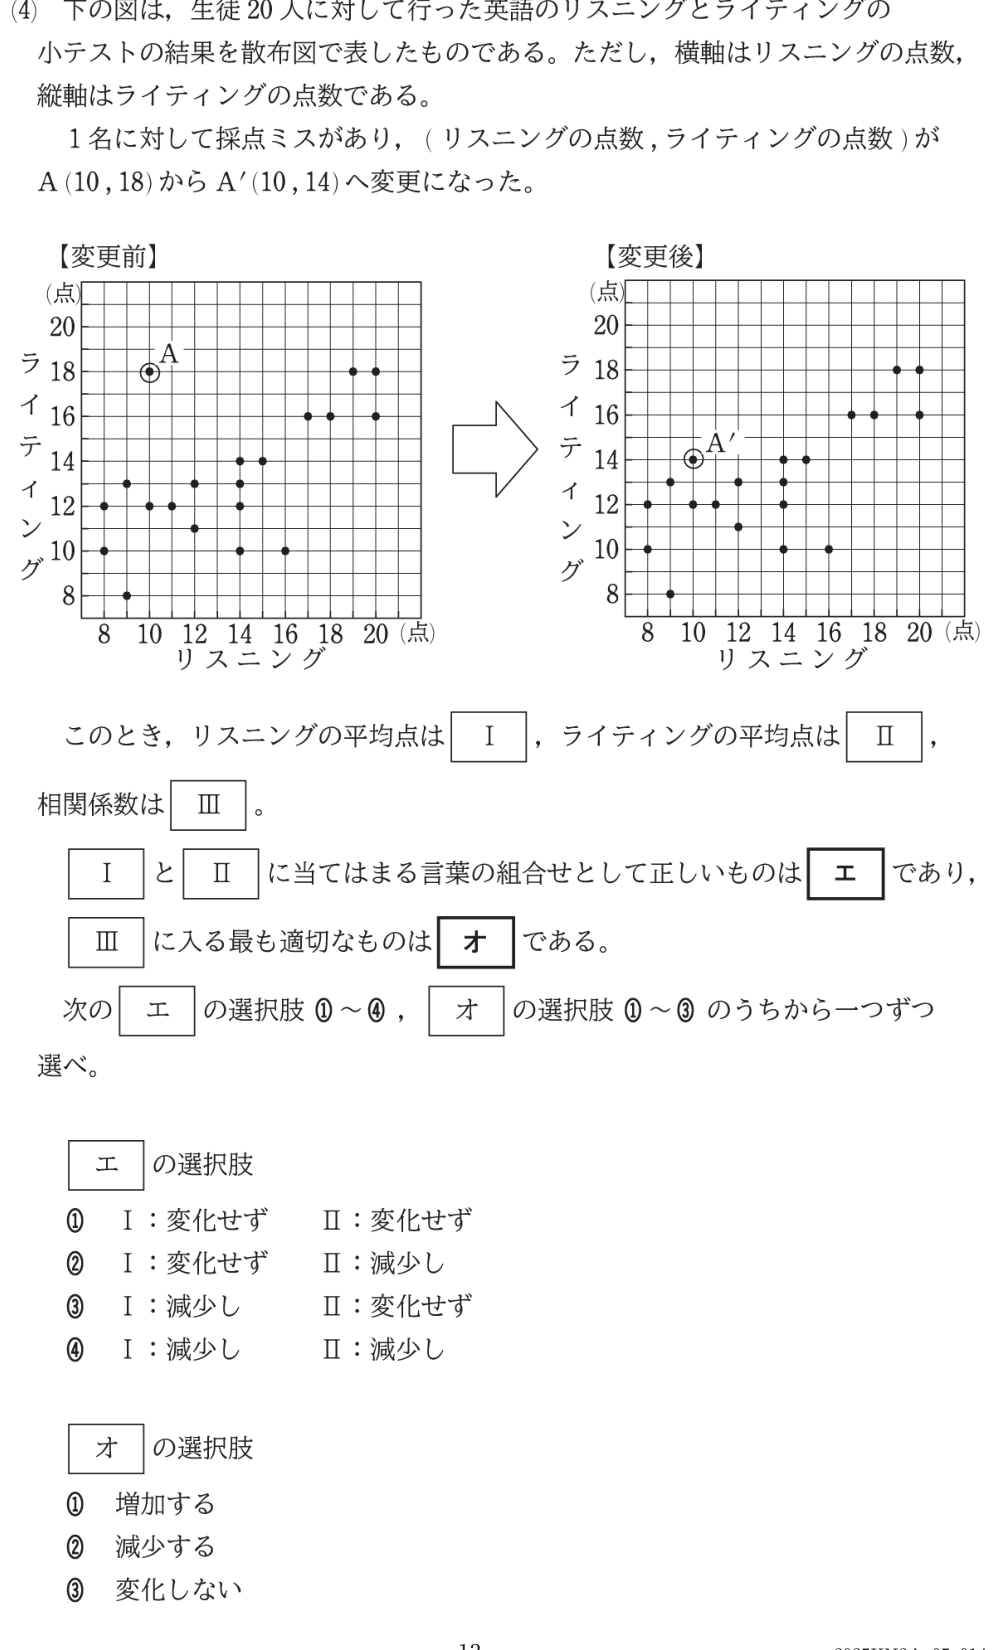 (4) 下の図は，生徒 20 人に対して行った英語のリスニングとライティングの
小テストの結果を散布図で表したものである。ただし，横軸はリスニングの点数，
縦軸はライティングの点数である。
1 名に対して採点ミスがあり，( リスニングの点数 , ライティングの点数 ) が
A (10 , 18) から A′(10 , 14) へ変更になった。
【変更前】
(点)
20
18
16
14
12
10
8
A
ライティング
8 10 12 14 16 18 20 (点)
リスニング
【変更後】
(点)
20
18
16
14
12
10
8
A′
ライティング
8 10 12 14 16 18 20 (点)
リスニング
このとき，リスニングの平均点は Ⅰ ，ライティングの平均点は Ⅱ ，
相関係数は Ⅲ 。
Ⅰ と Ⅱ に当てはまる言葉の組合せとして正しいものは エ であり，
Ⅲ に入る最も適切なものは オ である。
次の エ の選択肢 ①～④ ， オ の選択肢 ①～③ のうちから一つずつ
選べ。
エ の選択肢
① Ⅰ：変化せず Ⅱ：変化せず
② Ⅰ：変化せず Ⅱ：減少し
③ Ⅰ：減少し Ⅱ：変化せず
④ Ⅰ：減少し Ⅱ：減少し
オ の選択肢
① 増加する
② 減少する
③ 変化しない